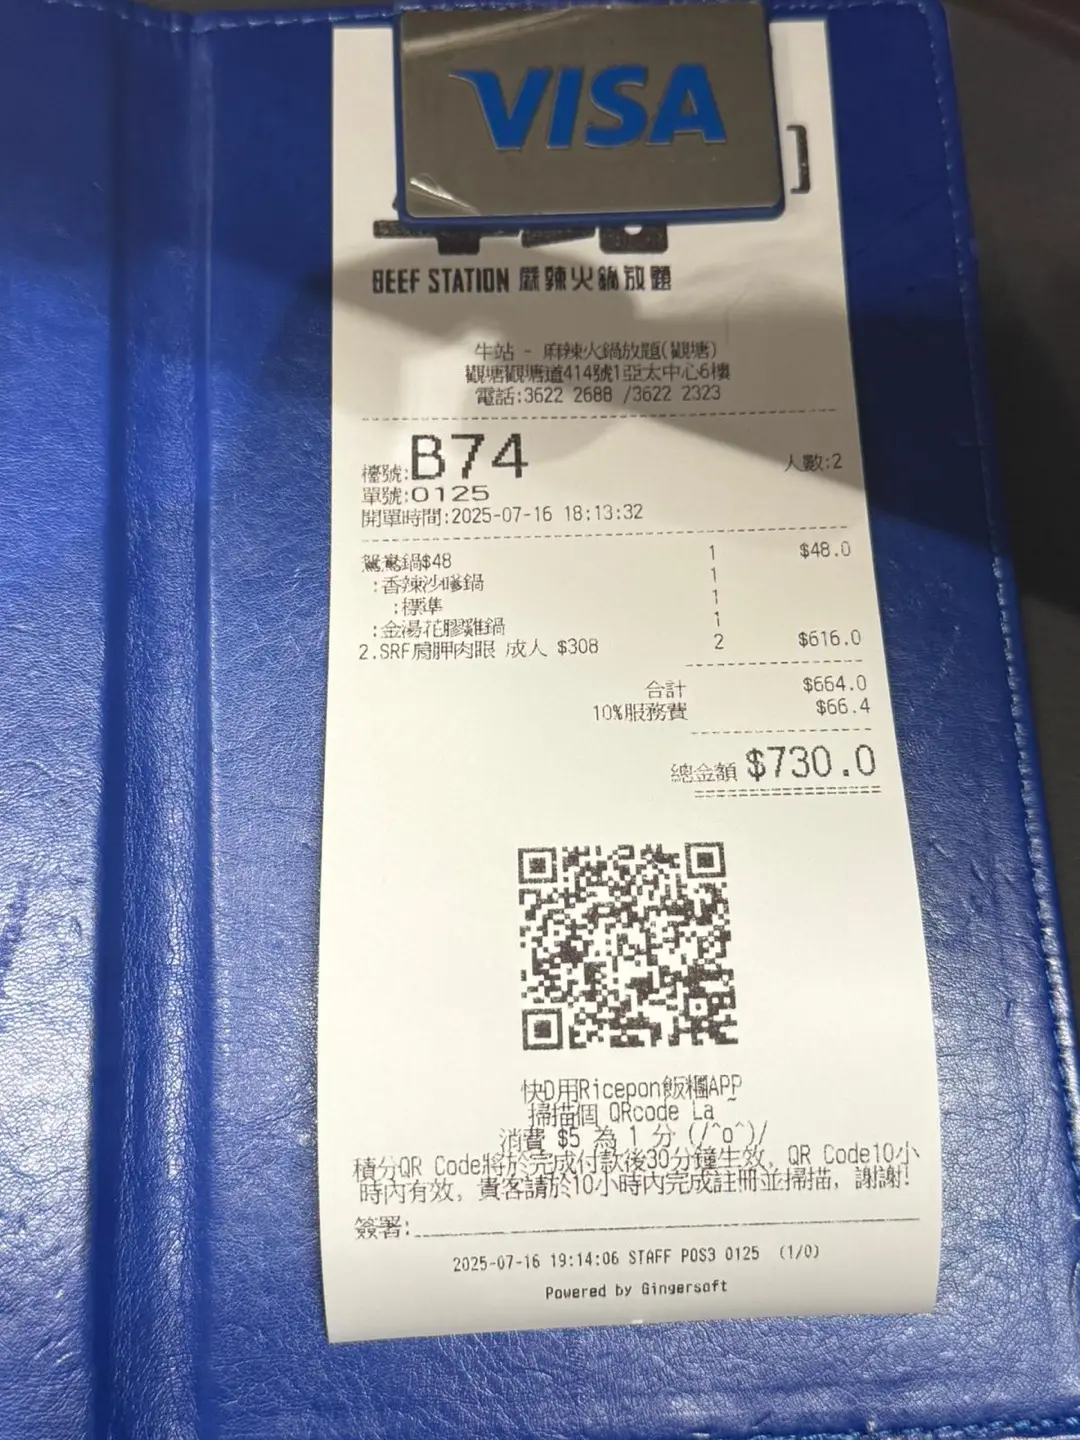 VISA
BEEF STATION 麻辣火鍋放題
牛站 - 麻辣火鍋放題(觀塘)
觀塘觀塘道414號1亞太中心6樓
電話:3622 2688 /3622 2323
檯號:B74 人數:2
單號:0125
開單時間:2025-07-16 18:13:32
鴛鴦鍋$48 1 $48.0
:香辣沙嗲鍋 1
:標準 1
:金湯花膠雞鍋 1
2.SRF肩胛肉眼 成人 $308 2 $616.0
合計 $664.0
10%服務費 $66.4
總金額 $730.0
快D用Ricepon飯糰APP
掃描個 QRcode La ~
消費 $5 為 1 分 (/^o^)/
積分QR Code將於完成付款後30分鐘生效, QR Code10小
時內有效, 貴客請於10小時內完成註冊並掃描, 謝謝!
簽署:
2025-07-16 19:14:06 STAFF POS3 0125 (1/0)
Powered by Gingersoft